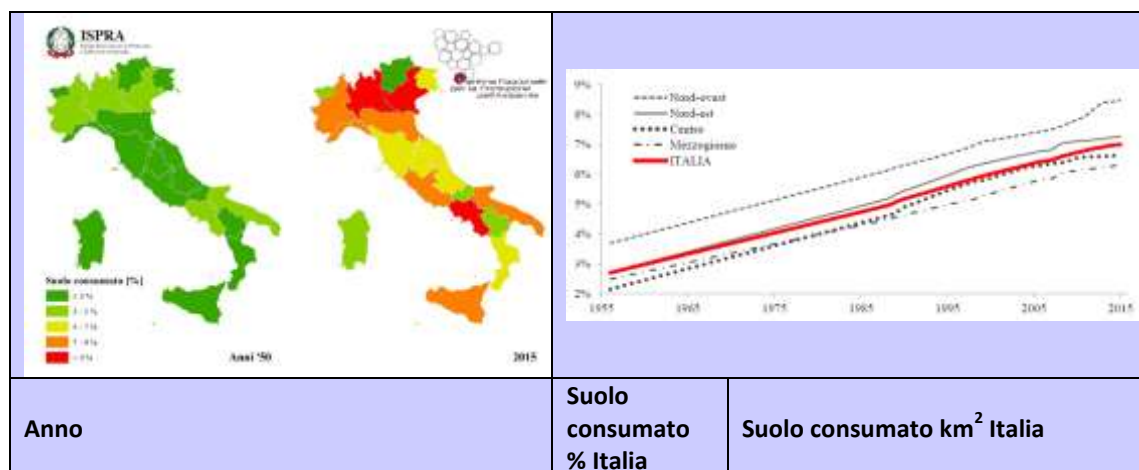 ISPRA
9%
8%
7%
6%
5%
4%
3%
2%
Nord-ovest
Nord-est
Centro
Mezzogiorno
ITALIA
1955
1965
1975
1985
1995
2005
2015
Suolo consumato [%]
Anni '50
2015
Anno
Suolo
consumato
% Italia
Suolo consumato km² Italia